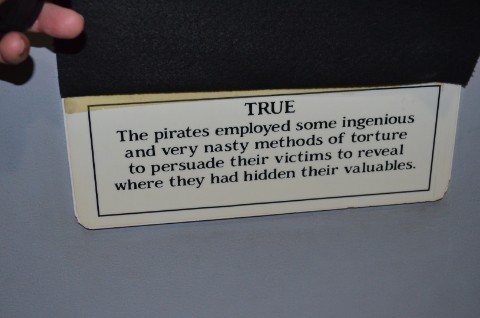 TRUE
The pirates employed some ingenious
and very nasty methods of torture
to persuade their victims to reveal
where they had hidden their valuables.